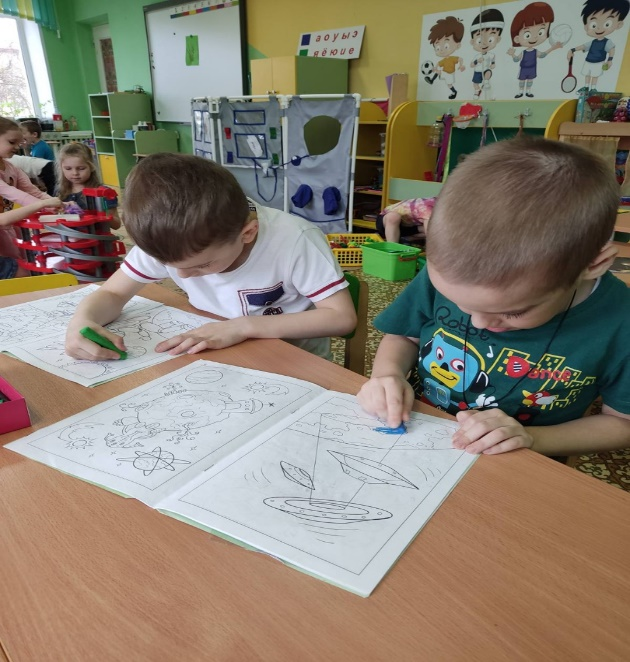 а о у ы э
я ё ю и е
Robot
Dance